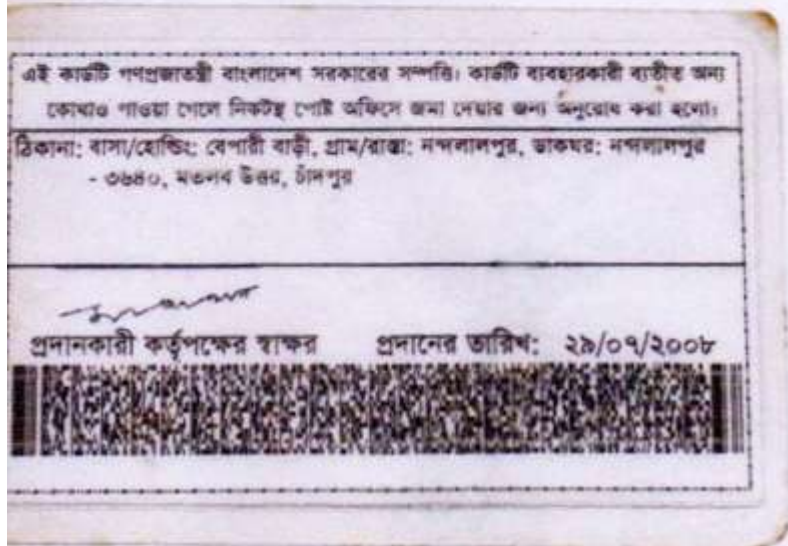 এই কার্ডটি গণপ্রজাতন্ত্রী বাংলাদেশ সরকারের সম্পত্তি। কার্ডটি ব্যবহারকারী ব্যতীত অন্য
কোথাও পাওয়া গেলে নিকটস্থ পোষ্ট অফিসে জমা দেয়ার জন্য অনুরোধ করা হলো।
ঠিকানা: বাসা/হোল্ডিং: বেপারী বাড়ী, গ্রাম/রাস্তা: নন্দলালপুর, ডাকঘর: নন্দলালপুর
- ৩৬৪০, মতলব উত্তর, চাঁদপুর
প্রদানকারী কর্তৃপক্ষের স্বাক্ষর প্রদানের তারিখ: ২৯/০৭/২০০৮